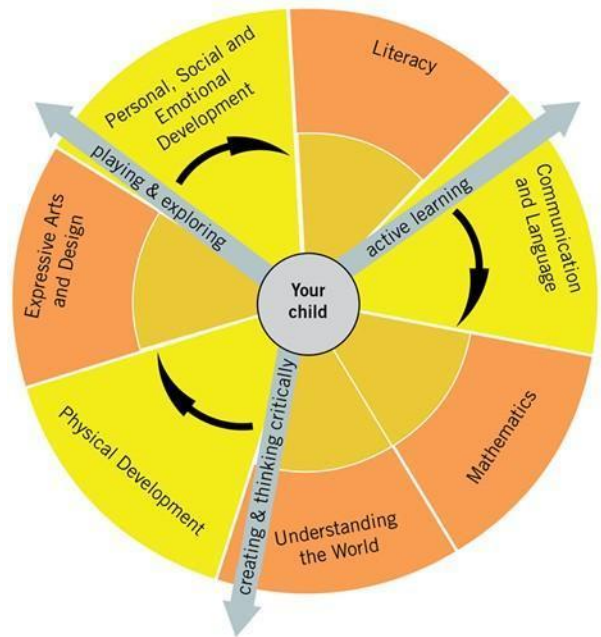 Personal, Social and
Emotional
Development
Literacy
Communication
and Language
Mathematics
Understanding
the World
Physical Development
Expressive Arts
and Design
playing & exploring
active learning
creating & thinking critically
Your
child